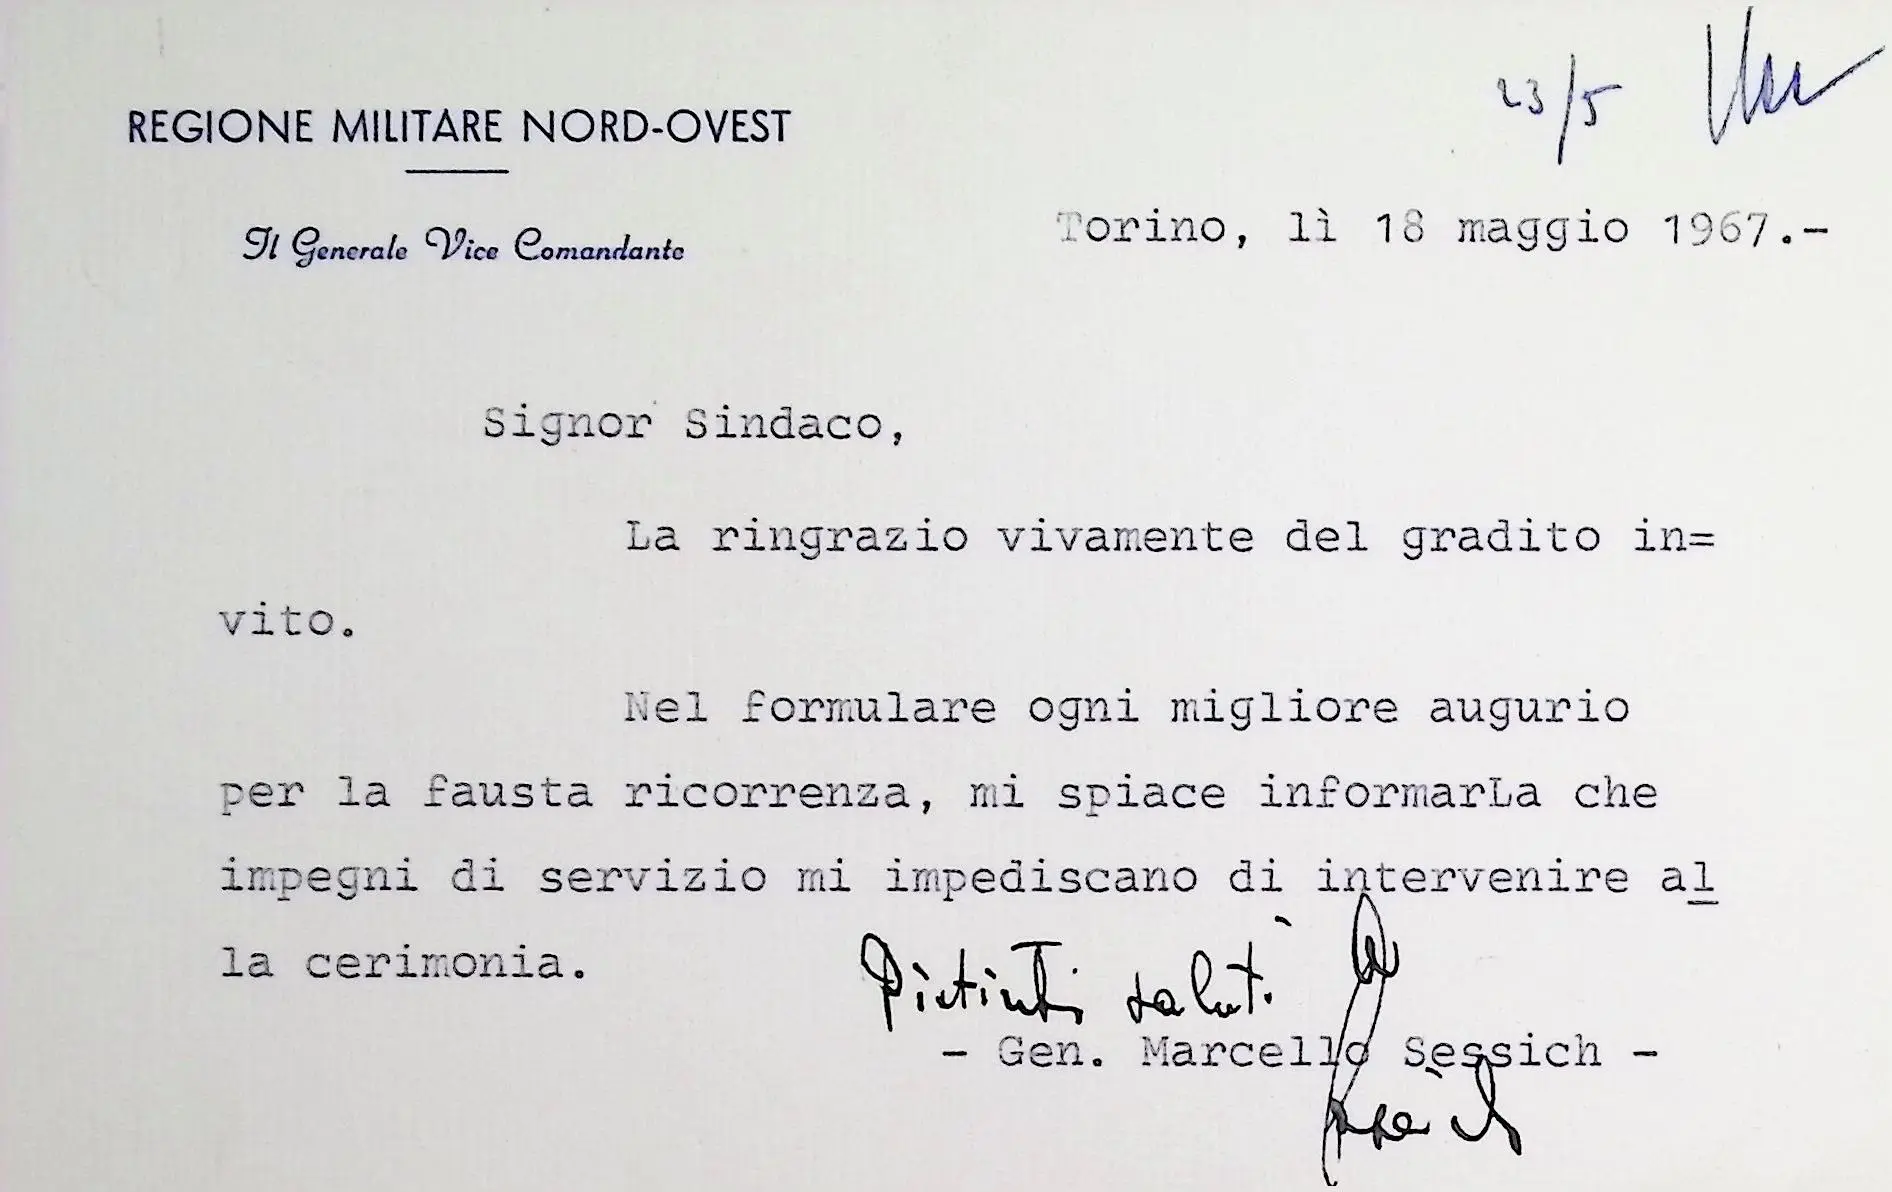 REGIONE MILITARE NORD-OVEST
Il Generale Vice Comandante
23/5
Torino, lì 18 maggio 1967.-
Signor Sindaco,
La ringrazio vivamente del gradito in=
vito.
Nel formulare ogni migliore augurio
per la fausta ricorrenza, mi spiace informarLa che
impegni di servizio mi impediscano di intervenire al
la cerimonia.
saluti
- Gen. Marcello Sessich -